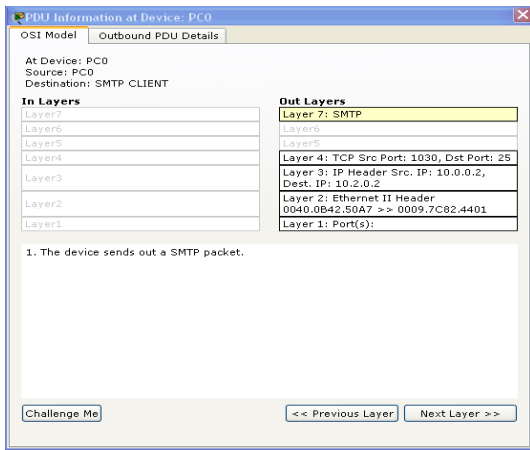 PDU Information at Device: PC0
OSI Model
Outbound PDU Details
At Device: PC0
Source: PC0
Destination: SMTP CLIENT
In Layers
Layer7
Layer6
Layer5
Layer4
Layer3
Layer2
Layer1
Out Layers
Layer 7: SMTP
Layer6
Layer5
Layer 4: TCP Src Port: 1030, Dst Port: 25
Layer 3: IP Header Src. IP: 10.0.0.2,
Dest. IP: 10.2.0.2
Layer 2: Ethernet II Header
0040.0B42.50A7 >> 0009.7C82.4401
Layer 1: Port(s):
1. The device sends out a SMTP packet.
Challenge Me
<< Previous Layer
Next Layer >>